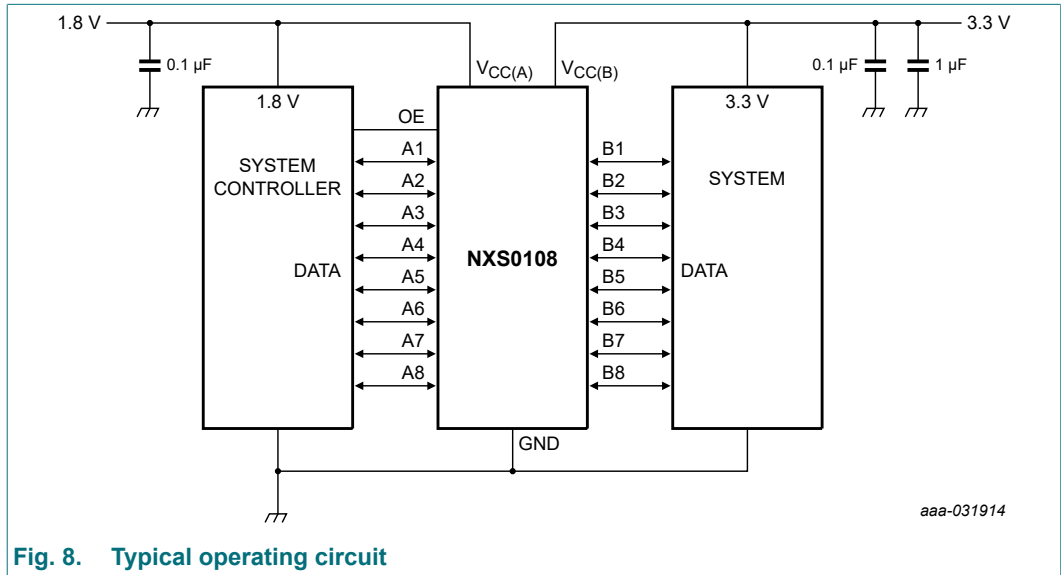 1.8 V
3.3 V
0.1 µF
VCC(A)
VCC(B)
0.1 µF
1 µF
1.8 V
3.3 V
OE
A1
B1
SYSTEM
CONTROLLER
A2
B2
SYSTEM
A3
B3
A4
B4
DATA
NXS0108
DATA
A5
B5
A6
B6
A7
B7
A8
B8
GND
aaa-031914
Fig. 8. Typical operating circuit